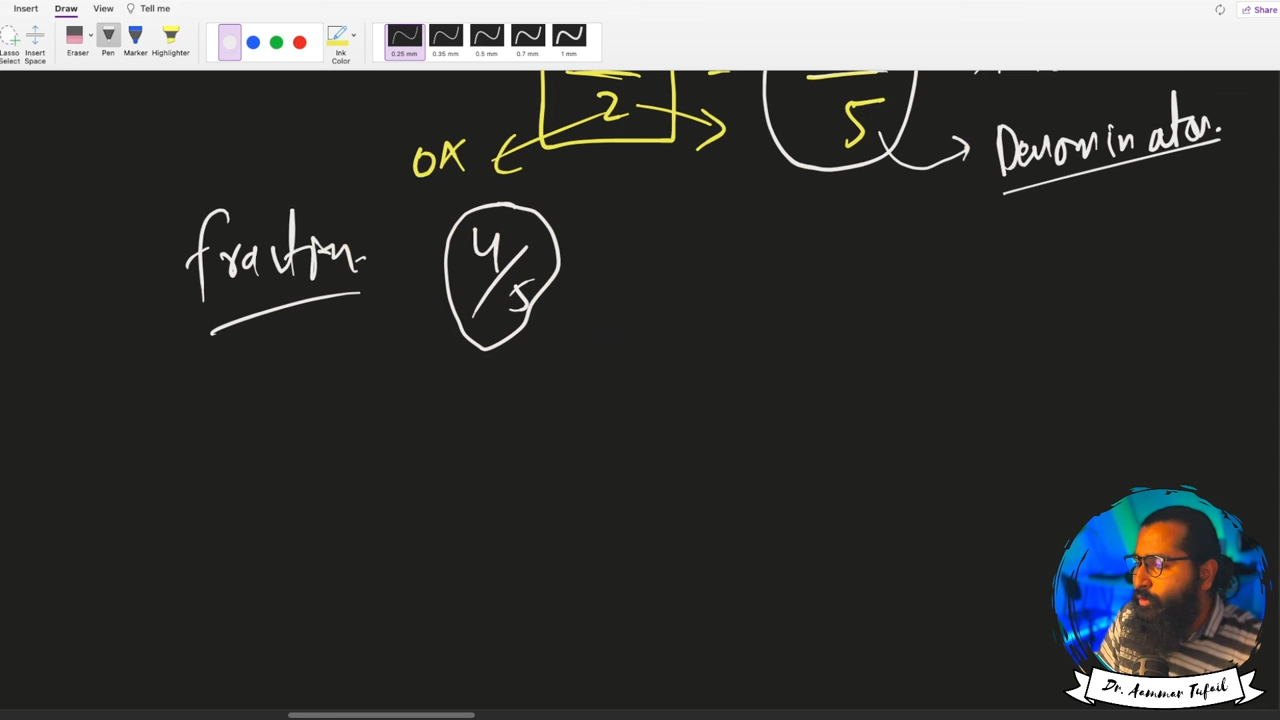 Insert Draw View Tell me Share
Lasso Select Insert Space Eraser Pen Marker Highlighter Ink Color 0.25 mm 0.35 mm 0.5 mm 0.7 mm 1 mm
2 5 Denominator.
fraction 4/5
Dr. Aammar Tufail